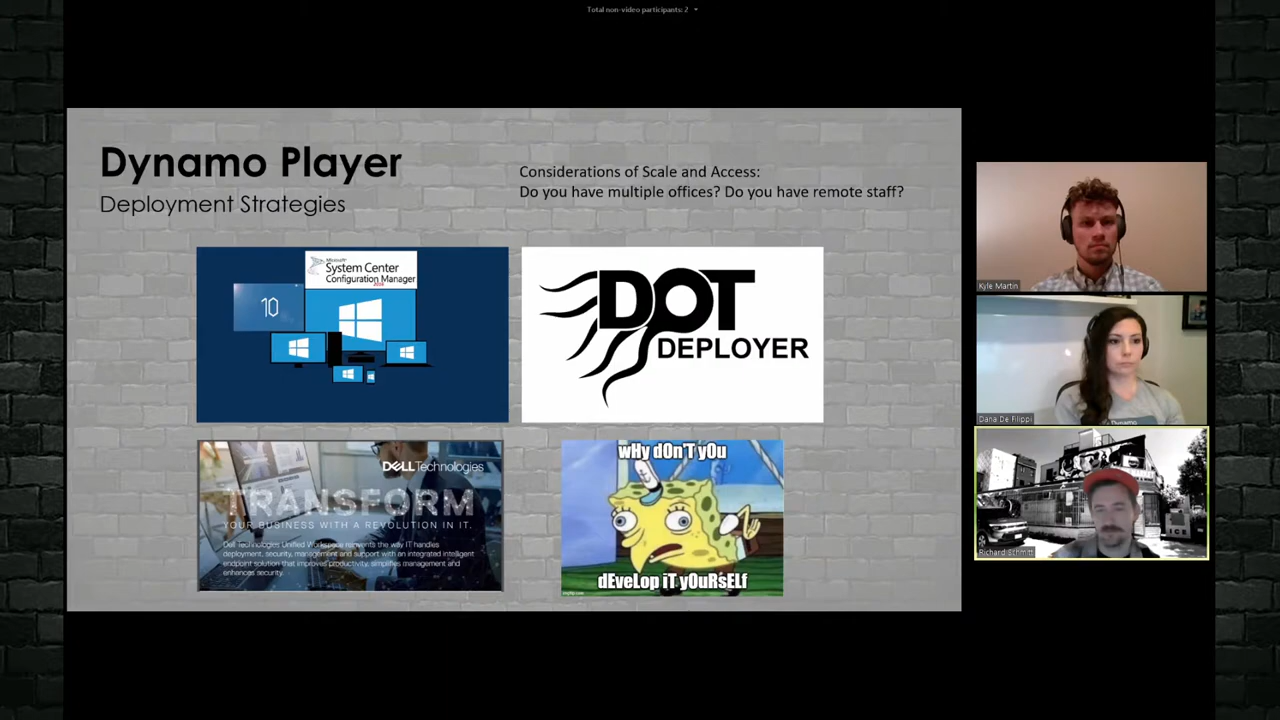 Total non-video participants: 2
Dynamo Player
Deployment Strategies
Considerations of Scale and Access:
Do you have multiple offices? Do you have remote staff?
Microsoft
System Center
Configuration Manager
10
DOT
DEPLOYER
DELL Technologies
TRANSFORM
YOUR BUSINESS WITH A REVOLUTION IN IT.
Dell Technologies Unified Workspace reinvents the way IT handles
deployment, security, management and support with an integrated intelligent
endpoint solution that improves productivity, simplifies management and
enhances security.
wHy dOn'T yOu
dEveLop iT yOuRsELf
imgflip.com
Kyle Martin
Dana De Filippi
Richard Schmitt
ICE